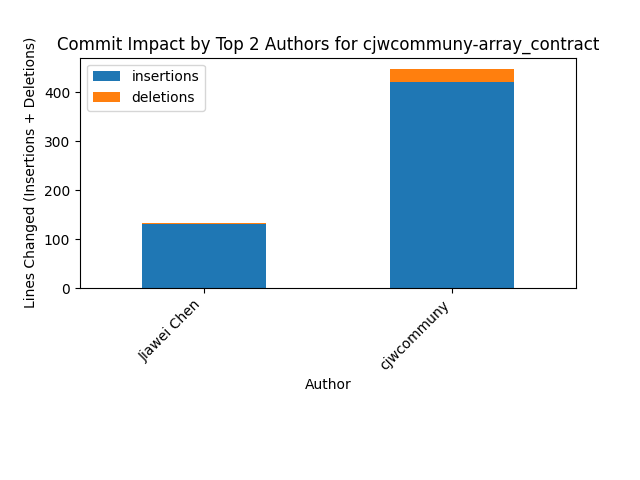 Commit Impact by Top 2 Authors for cjwcommuny-array_contract
insertions
deletions
Lines Changed (Insertions + Deletions)
400
300
200
100
0
Jiawei Chen
cjwcommuny
Author